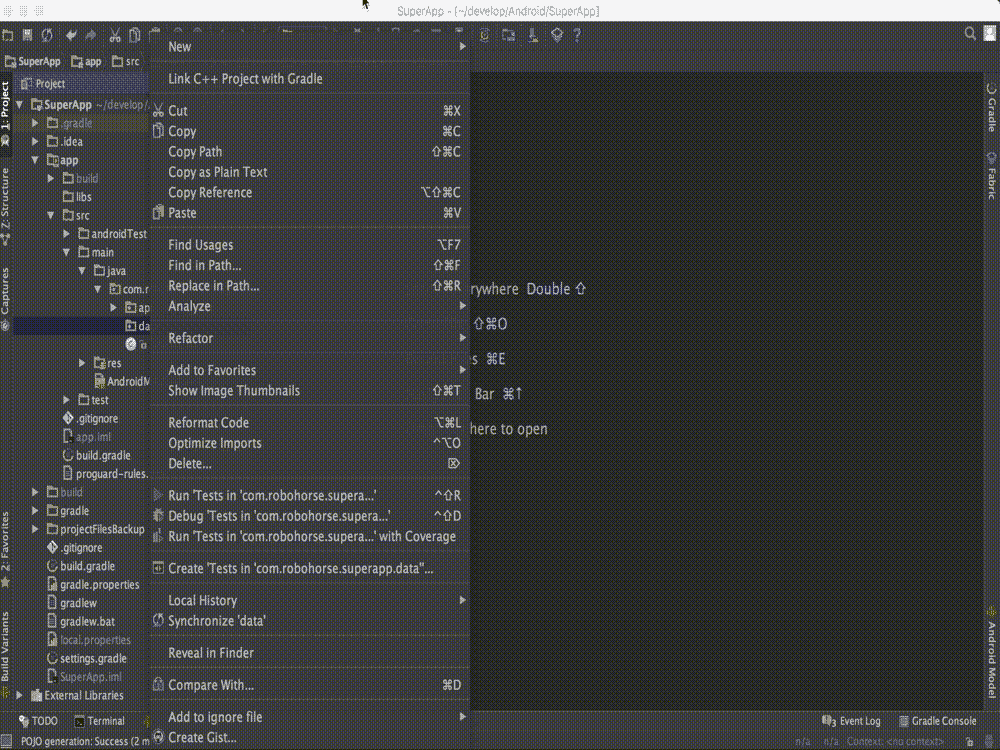 SuperApp - [~/develop/Android/SuperApp]
SuperApp app src
Project
1: Project
Z: Structure
Captures
2: Favorites
Build Variants
SuperApp ~/develop/
.gradle
.idea
app
build
libs
src
androidTest
main
java
com.r
ap
da
res
AndroidM
test
.gitignore
app.iml
build.gradle
proguard-rules.
build
gradle
projectFilesBackup
.gitignore
build.gradle
gradle.properties
gradlew
gradlew.bat
local.properties
settings.gradle
SuperApp.iml
External Libraries
New
Link C++ Project with Gradle
Cut ⌘X
Copy ⌘C
Copy Path ⇧⌘C
Copy as Plain Text
Copy Reference ⌥⇧⌘C
Paste ⌘V
Find Usages ⌥F7
Find in Path... ⇧⌘F
Replace in Path... ⇧⌘R
Analyze
Refactor
Add to Favorites
Show Image Thumbnails ⇧⌘T
Reformat Code ⌥⌘L
Optimize Imports ^⌥O
Delete... ⌦
Run 'Tests in 'com.robohorse.supera...' ^⇧R
Debug 'Tests in 'com.robohorse.supera...' ^⇧D
Run 'Tests in 'com.robohorse.supera...' with Coverage
Create 'Tests in 'com.robohorse.superapp.data''...
Local History
Synchronize 'data'
Reveal in Finder
Compare With... ⌘D
Add to ignore file
Create Gist...
rywhere Double ⇧
⇧⌘O
s ⌘E
Bar ⌘↑
here to open
Gradle
Fabric
Android Model
TODO Terminal
Event Log Gradle Console
POJO generation: Success (2 m
n/a n/a Context: <no context>